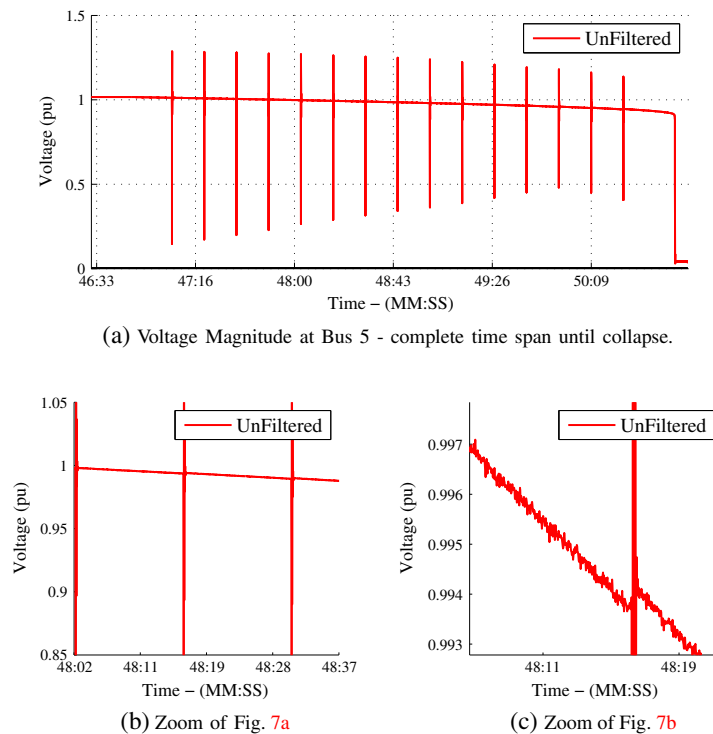 UnFiltered
1.5
1
0.5
0
Voltage (pu)
46:33 47:16 48:00 48:43 49:26 50:09
Time – (MM:SS)
(a) Voltage Magnitude at Bus 5 - complete time span until collapse.
UnFiltered
1.05
1
0.95
0.9
0.85
Voltage (pu)
48:02 48:11 48:19 48:28 48:37
Time – (MM:SS)
(b) Zoom of Fig. 7a
UnFiltered
0.997
0.996
0.995
0.994
0.993
Voltage (pu)
48:11 48:19
Time – (MM:SS)
(c) Zoom of Fig. 7b